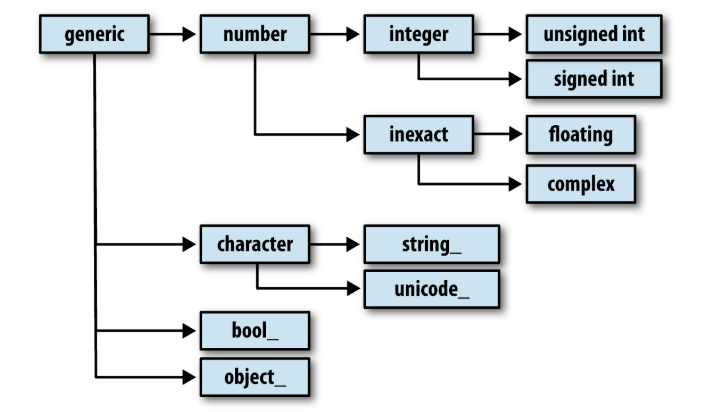 generic
number
integer
unsigned int
signed int
inexact
floating
complex
character
string_
unicode_
bool_
object_